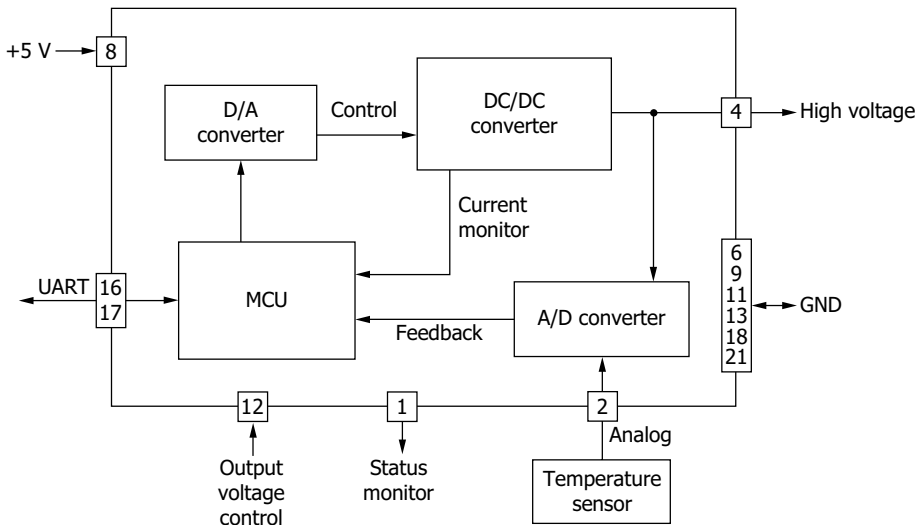 +5 V
8
D/A
converter
Control
DC/DC
converter
4
High voltage
Current
monitor
UART
16
17
MCU
Feedback
A/D converter
6
9
11
13
18
21
GND
12
1
2
Analog
Output
voltage
control
Status
monitor
Temperature
sensor